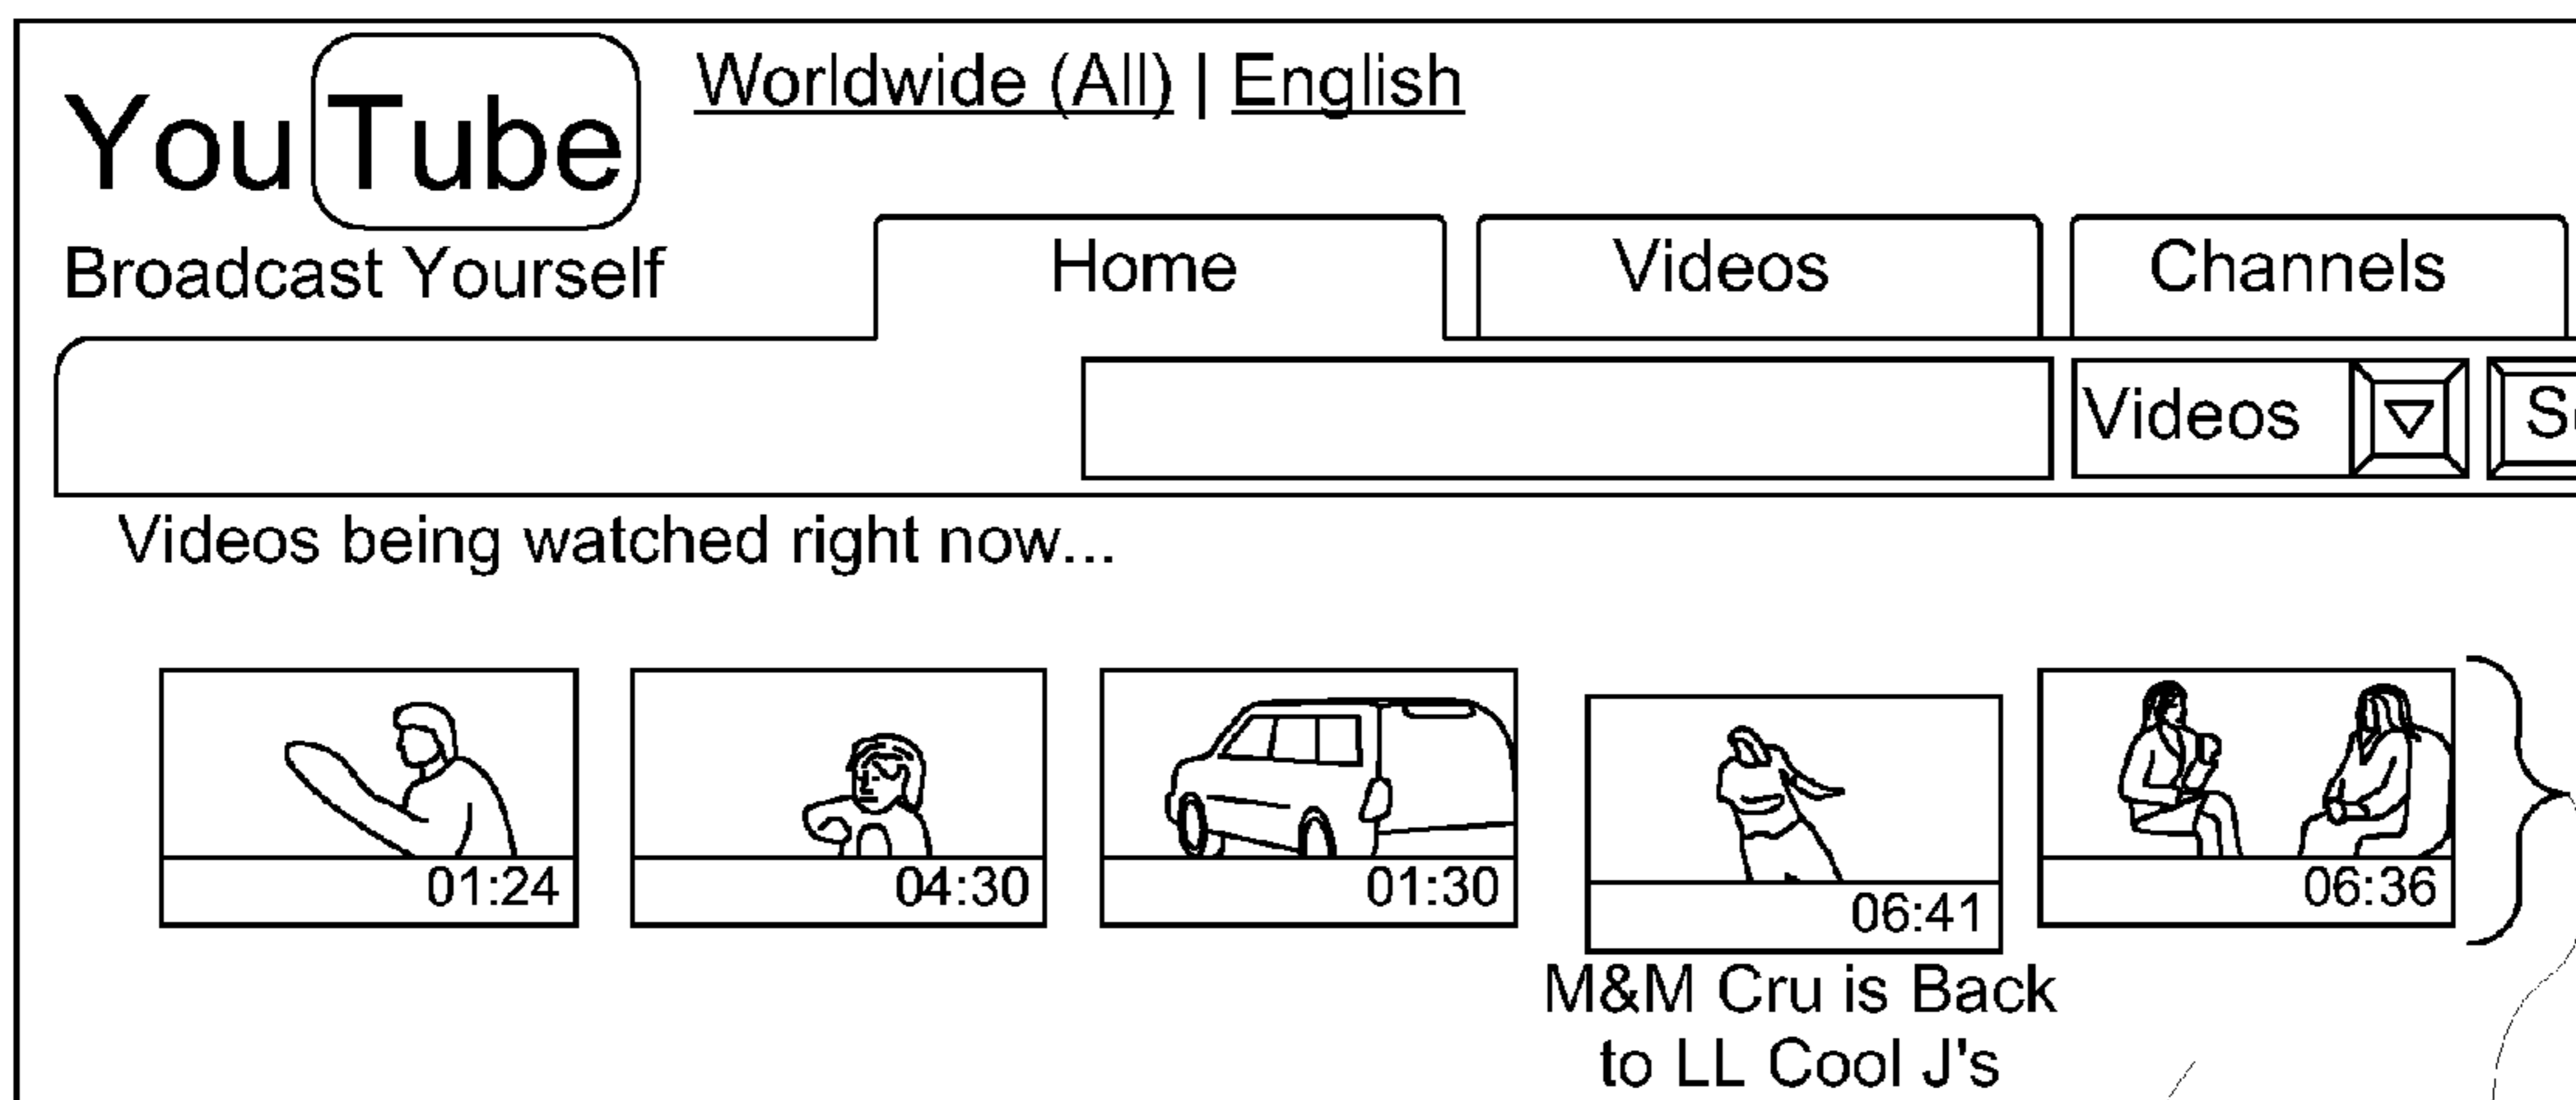 YouTube
Worldwide (All) | English
Broadcast Yourself
Home
Videos
Channels
Videos
Videos being watched right now...
01:24
04:30
01:30
06:41
06:36
M&M Cru is Back
to LL Cool J's